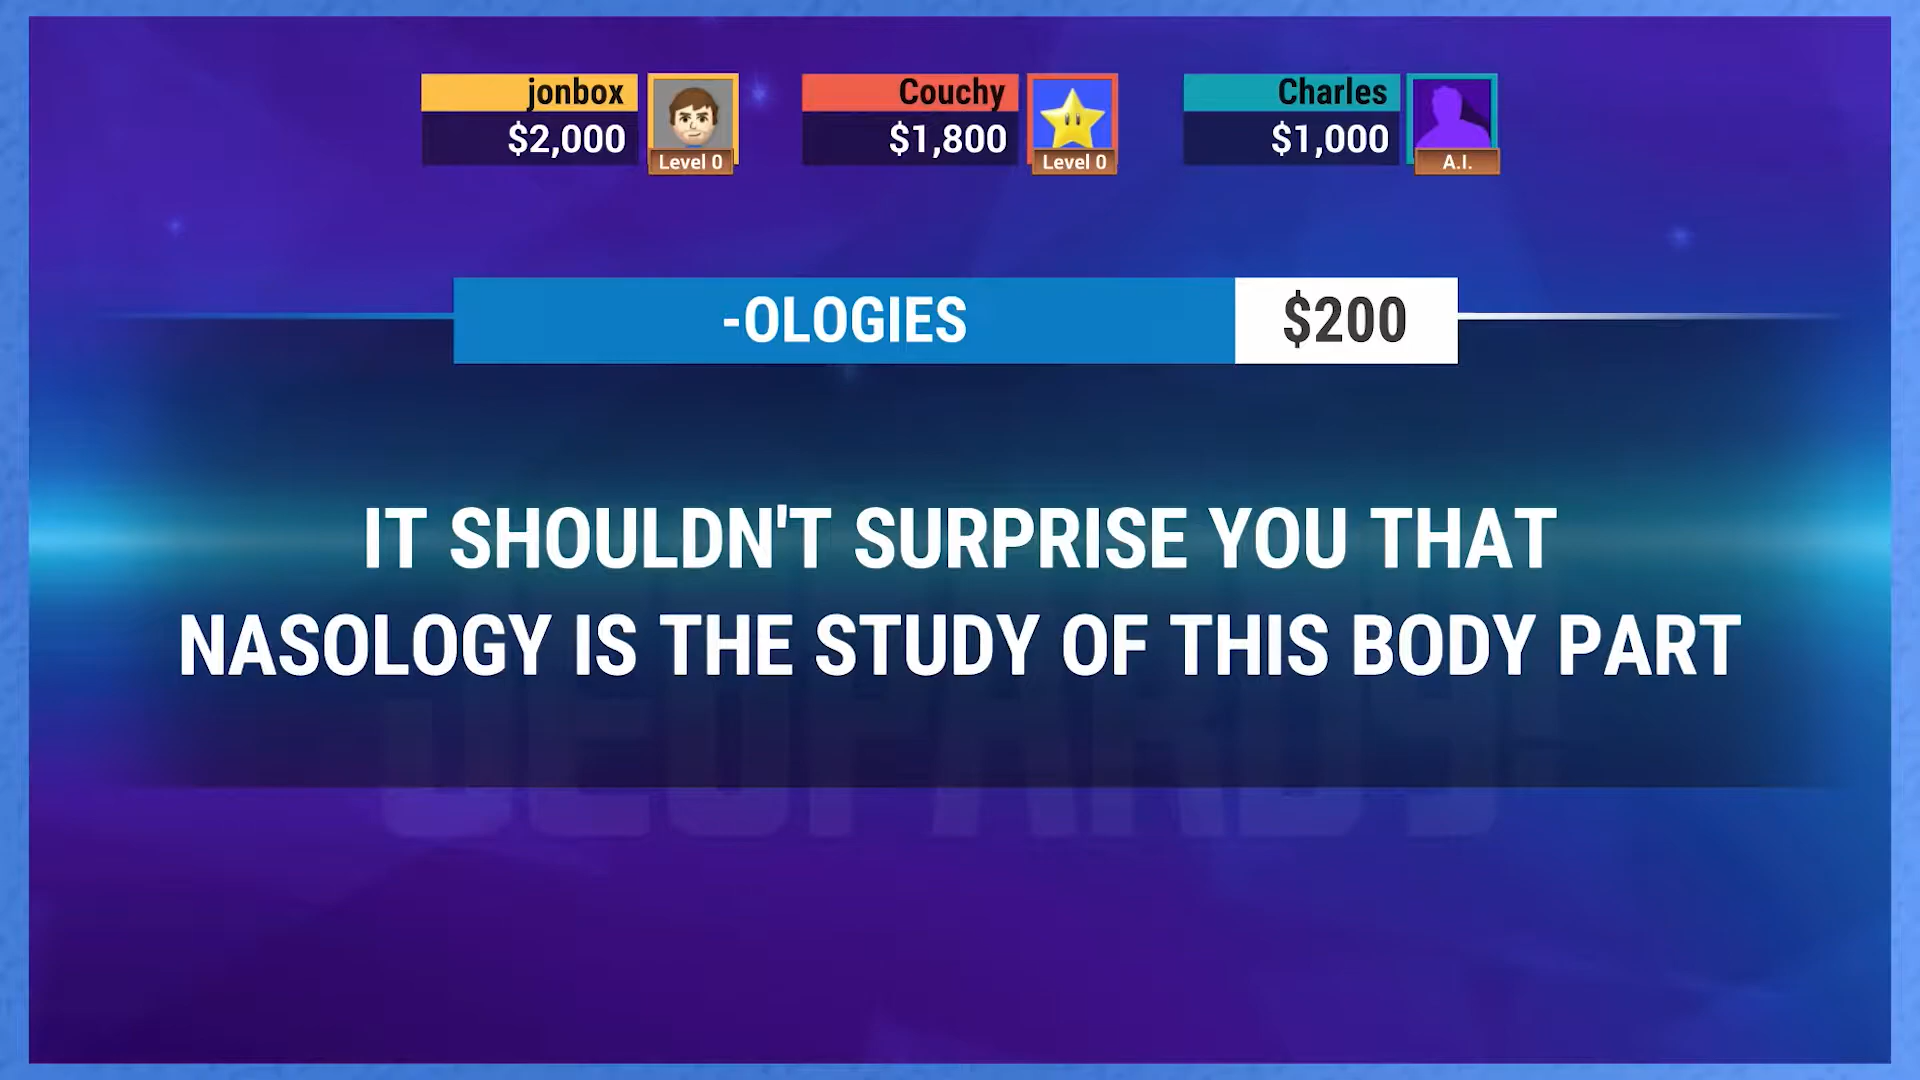 jonbox
$2,000
Level 0
Couchy
$1,800
Level 0
Charles
$1,000
A.I.
-OLOGIES $200
IT SHOULDN'T SURPRISE YOU THAT
NASOLOGY IS THE STUDY OF THIS BODY PART
JEOPARDY!